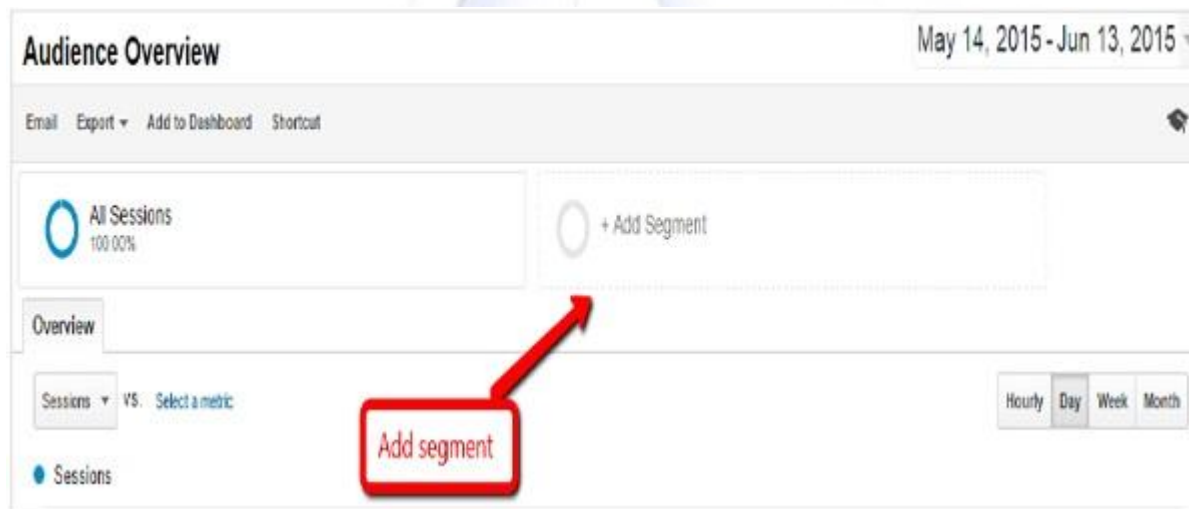 Audience Overview
May 14, 2015 - Jun 13, 2015
Email Export Add to Dashboard Shortcut
All Sessions
100.00%
+ Add Segment
Overview
Sessions VS. Select a metric
Hourly Day Week Month
Add segment
Sessions